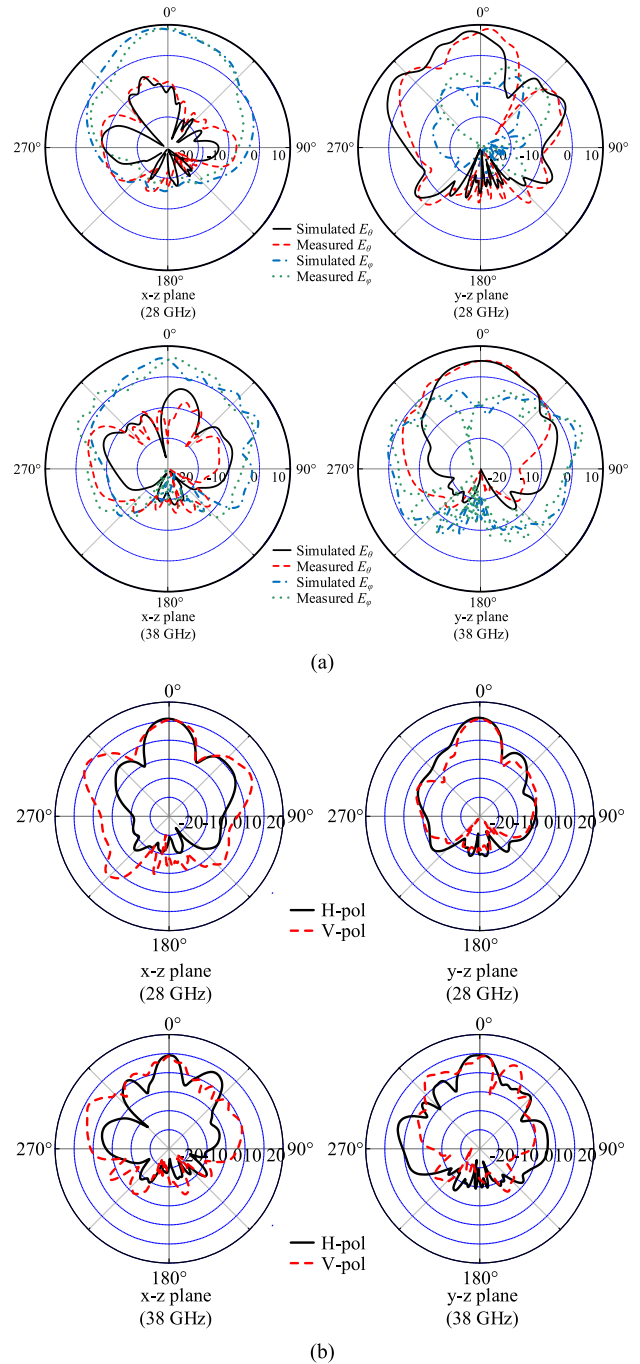 0° 0°
270° -20 -10 0 10 90° 270° -20 -10 0 10 90°
Simulated Eθ
Measured Eθ
Simulated Eφ
Measured Eφ
180° 180°
x-z plane y-z plane
(28 GHz) (28 GHz)
0° 0°
270° -20 -10 0 10 90° 270° -20 -10 0 10 90°
Simulated Eθ
Measured Eθ
Simulated Eφ
Measured Eφ
180° 180°
x-z plane y-z plane
(38 GHz) (38 GHz)
(a)
0° 0°
270° -20 -10 0 10 20 90° 270° -20 -10 0 10 20 90°
H-pol
V-pol
180° 180°
x-z plane y-z plane
(28 GHz) (28 GHz)
0° 0°
270° -20 -10 0 10 20 90° 270° -20 -10 0 10 20 90°
H-pol
V-pol
180° 180°
x-z plane y-z plane
(38 GHz) (38 GHz)
(b)